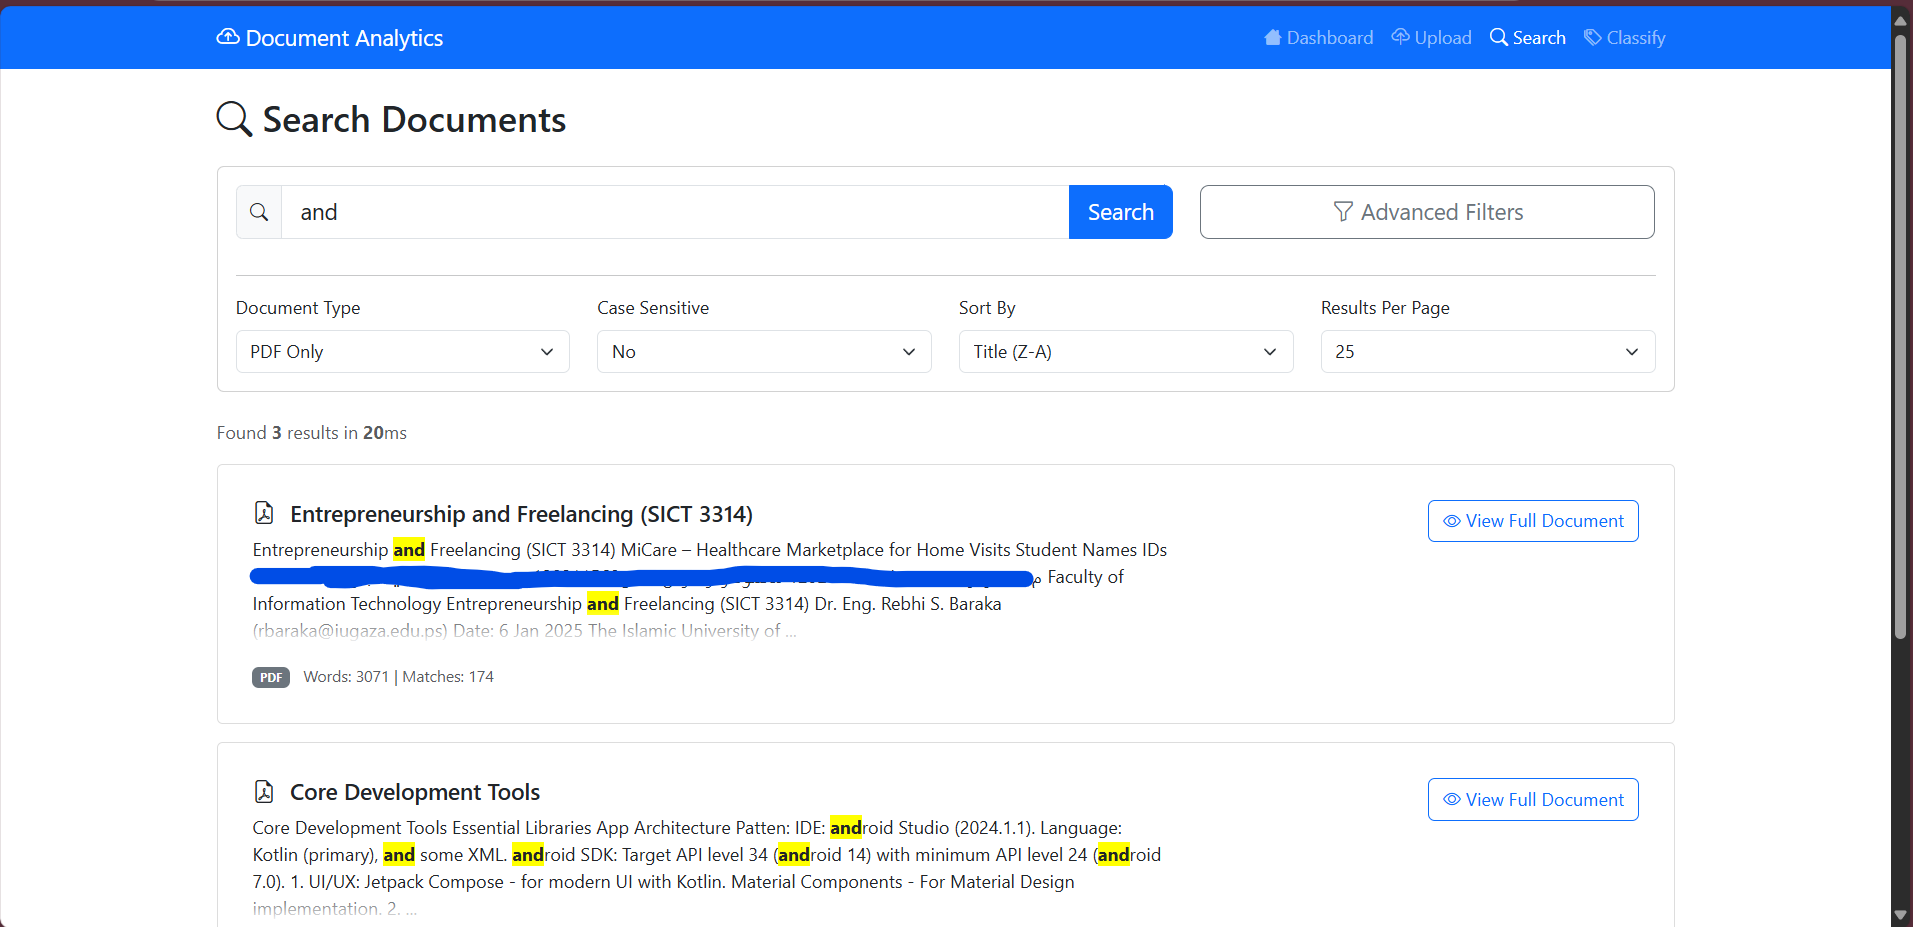 Document Analytics
Dashboard Upload Search Classify
Search Documents
and
Search
Advanced Filters
Document Type
Case Sensitive
Sort By
Results Per Page
PDF Only
No
Title (Z-A)
25
Found 3 results in 20ms
Entrepreneurship and Freelancing (SICT 3314)
View Full Document
Entrepreneurship and Freelancing (SICT 3314) MiCare – Healthcare Marketplace for Home Visits Student Names IDs
Faculty of
Information Technology Entrepreneurship and Freelancing (SICT 3314) Dr. Eng. Rebhi S. Baraka
(rbaraka@iugaza.edu.ps) Date: 6 Jan 2025 The Islamic University of ...
PDF Words: 3071 | Matches: 174
Core Development Tools
View Full Document
Core Development Tools Essential Libraries App Architecture Patten: IDE: android Studio (2024.1.1). Language:
Kotlin (primary), and some XML. android SDK: Target API level 34 (android 14) with minimum API level 24 (android
7.0). 1. UI/UX: Jetpack Compose - for modern UI with Kotlin. Material Components - For Material Design
implementation. 2. ...